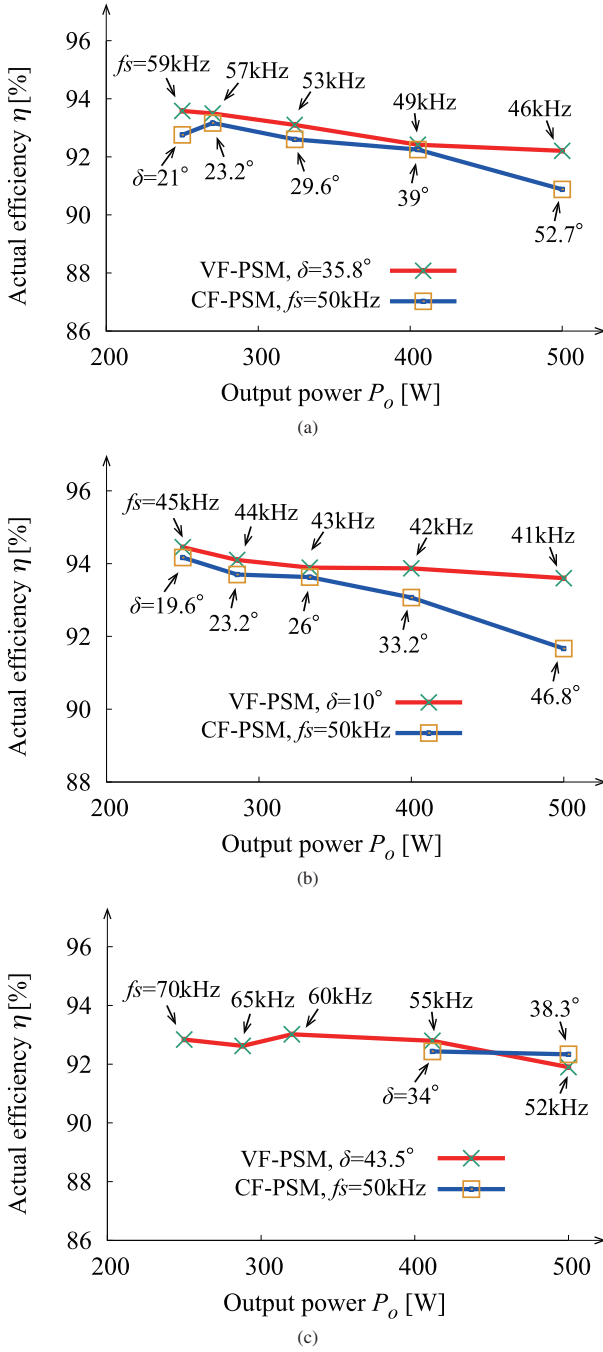 96
94
92
90
88
86
Actual efficiency η [%]
fs=59kHz
57kHz
53kHz
49kHz
46kHz
δ=21°
23.2°
29.6°
39°
52.7°
VF-PSM, δ=35.8°
CF-PSM, fs=50kHz
200
300
400
500
Output power Po [W]
(a)
96
94
92
90
88
Actual efficiency η [%]
fs=45kHz
44kHz
43kHz
42kHz
41kHz
δ=19.6°
23.2°
26°
33.2°
46.8°
VF-PSM, δ=10°
CF-PSM, fs=50kHz
200
300
400
500
Output power Po [W]
(b)
96
94
92
90
88
86
Actual efficiency η [%]
fs=70kHz
65kHz
60kHz
55kHz
38.3°
δ=34°
52kHz
VF-PSM, δ=43.5°
CF-PSM, fs=50kHz
200
300
400
500
Output power Po [W]
(c)